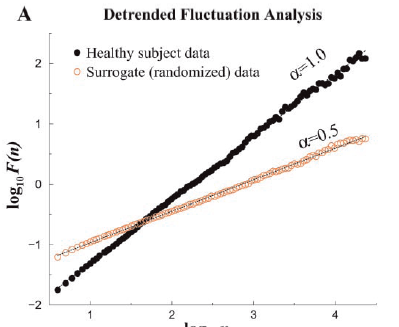 A
Detrended Fluctuation Analysis
Healthy subject data
Surrogate (randomized) data
α=1.0
α=0.5
log₁₀F(n)
2
1
0
−1
−2
1
2
3
4